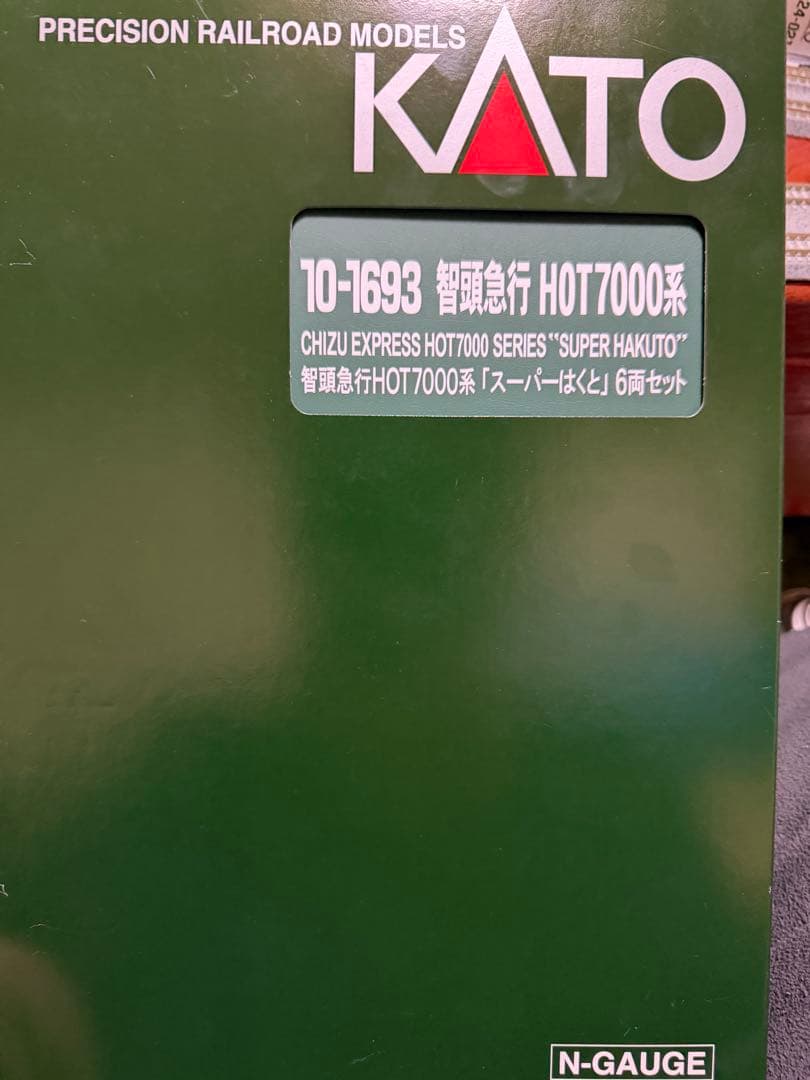 PRECISION RAILROAD MODELS
KATO
10-1693 智頭急行 HOT7000系
CHIZU EXPRESS HOT7000 SERIES “SUPER HAKUTO”
智頭急行HOT7000系「スーパーはくと」6両セット
N-GAUGE